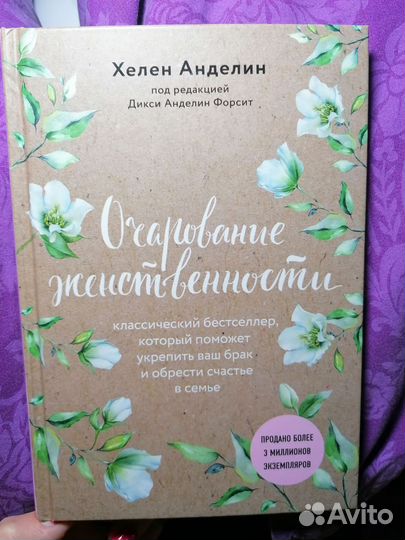 Хелен Анделин
под редакцией
Дикси Анделин Форсит
Очарование
женственности
классический бестселлер,
который поможет
укрепить ваш брак
и обрести счастье
в семье
ПРОДАНО БОЛЕЕ
3 МИЛЛИОНОВ
ЭКЗЕМПЛЯРОВ
Avito